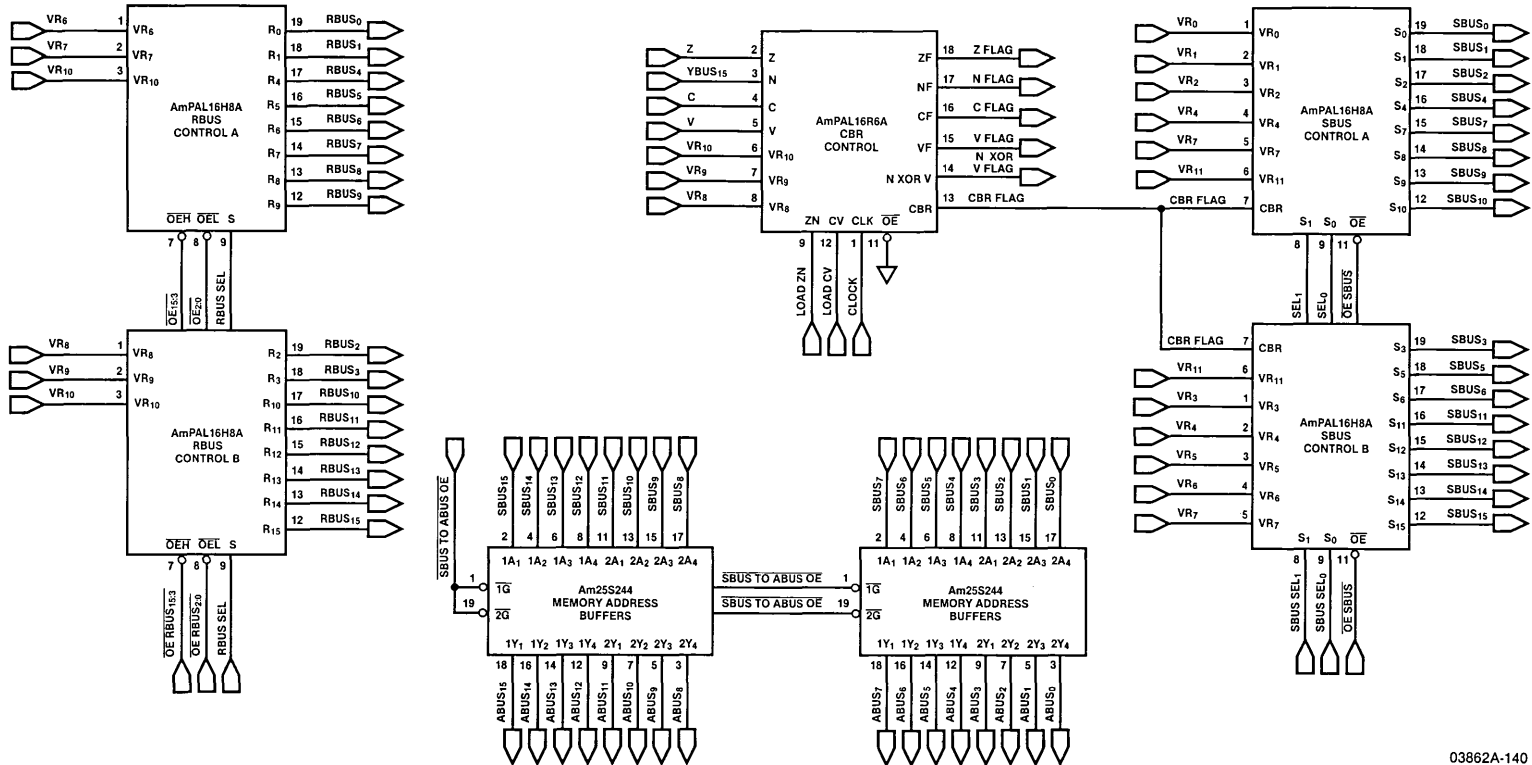 VR6 1 VR6 R0 19 RBUS0
VR7 2 VR7 R1 18 RBUS1
VR10 3 VR10 R4 17 RBUS4
R5 16 RBUS5
AmPAL16H8A
RBUS
CONTROL A
R6 15 RBUS6
R7 14 RBUS7
R8 13 RBUS8
R9 12 RBUS9
OEH OEL S
7 8 9
OE15:3
OE2:0
RBUS SEL
VR8 1 VR8 R2 19 RBUS2
VR9 2 VR9 R3 18 RBUS3
VR10 3 VR10 R10 17 RBUS10
R11 16 RBUS11
AmPAL16H8A
RBUS
CONTROL B
R12 15 RBUS12
R13 14 RBUS13
R14 13 RBUS14
R15 12 RBUS15
OEH OEL S
7 8 9
OE RBUS15:3
OE RBUS2:0
RBUS SEL
Z 2 Z ZF 18 Z FLAG
YBUS15 3 N NF 17 N FLAG
C 4 C CF 16 C FLAG
V 5 V VF 15 V FLAG
AmPAL16R6A
CBR
CONTROL
VR10 6 VR10
N XOR
N XOR V 14 V FLAG
VR9 7 VR9
VR8 8 VR8 CBR 13 CBR FLAG
ZN CV CLK OE
9 12 1 11
LOAD ZN
LOAD CV
CLOCK
VR0 1 VR0 S0 19 SBUS0
VR1 2 VR1 S1 18 SBUS1
VR2 3 VR2 S2 17 SBUS2
VR4 4 VR4 S4 16 SBUS4
VR7 5 VR7 S7 15 SBUS7
VR11 6 VR11 S8 14 SBUS8
S9 13 SBUS9
CBR FLAG 7 CBR S10 12 SBUS10
AmPAL16H8A
SBUS
CONTROL A
S1 S0 OE
8 9 11
SEL1
SEL0
OE SBUS
CBR FLAG 7 CBR S3 19 SBUS3
VR11 6 VR11 S5 18 SBUS5
VR3 1 VR3 S6 17 SBUS6
VR4 2 VR4 S11 16 SBUS11
VR5 3 VR5 S12 15 SBUS12
VR6 4 VR6 S13 14 SBUS13
VR7 5 VR7 S14 13 SBUS14
S15 12 SBUS15
AmPAL16H8A
SBUS
CONTROL B
S1 S0 OE
8 9 11
SBUS SEL1
SBUS SEL0
OE SBUS
SBUS TO ABUS OE
SBUS15 SBUS14 SBUS13 SBUS12 SBUS11 SBUS10 SBUS9 SBUS8
2 4 6 8 11 13 15 17
1A1 1A2 1A3 1A4 2A1 2A2 2A3 2A4
1 1G
19 2G
Am25S244
MEMORY ADDRESS
BUFFERS
1Y1 1Y2 1Y3 1Y4 2Y1 2Y2 2Y3 2Y4
18 16 14 12 9 7 5 3
ABUS15 ABUS14 ABUS13 ABUS12 ABUS11 ABUS10 ABUS9 ABUS8
SBUS TO ABUS OE 1
SBUS TO ABUS OE 19
SBUS7 SBUS6 SBUS5 SBUS4 SBUS3 SBUS2 SBUS1 SBUS0
2 4 6 8 11 13 15 17
1A1 1A2 1A3 1A4 2A1 2A2 2A3 2A4
1G
2G
Am25S244
MEMORY ADDRESS
BUFFERS
1Y1 1Y2 1Y3 1Y4 2Y1 2Y2 2Y3 2Y4
18 16 14 12 9 7 5 3
ABUS7 ABUS6 ABUS5 ABUS4 ABUS3 ABUS2 ABUS1 ABUS0
03862A-140